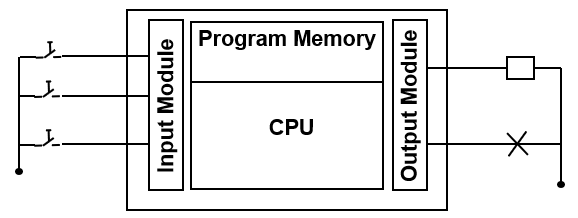 Input Module
Program Memory
CPU
Output Module